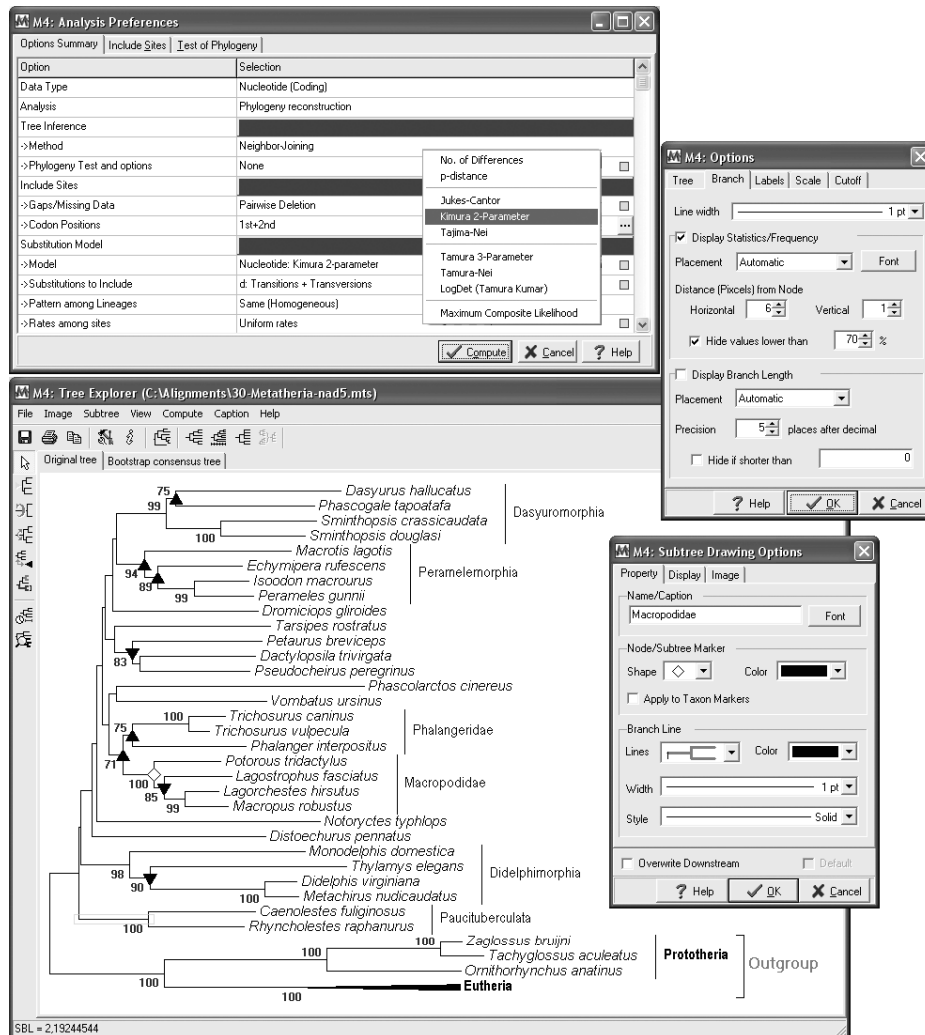 M4: Analysis Preferences
Options Summary Include Sites Test of Phylogeny
Option Selection
Data Type Nucleotide (Coding)
Analysis Phylogeny reconstruction
Tree Inference
->Method Neighbor-Joining
->Phylogeny Test and options None
Include Sites
->Gaps/Missing Data Pairwise Deletion
->Codon Positions 1st+2nd ...
Substitution Model
->Model Nucleotide: Kimura 2-parameter
->Substitutions to Include d: Transitions + Transversions
->Pattern among Lineages Same (Homogeneous)
->Rates among sites Uniform rates
No. of Differences
p-distance
Jukes-Cantor
Kimura 2-Parameter
Tajima-Nei
Tamura 3-Parameter
Tamura-Nei
LogDet (Tamura Kumar)
Maximum Composite Likelihood
Compute Cancel ? Help
M4: Options
Tree Branch Labels Scale Cutoff
Line width 1 pt
Display Statistics/Frequency
Placement Automatic Font
Distance (Pixcels) from Node
Horizontal 6 Vertical 1
Hide values lower than 70 %
Display Branch Length
Placement Automatic
Precision 5 places after decimal
Hide if shorter than 0
? Help OK Cancel
M4: Tree Explorer (C:\Alignments\30-Metatheria-nad5.mts)
File Image Subtree View Compute Caption Help
Original tree Bootstrap consensus tree
75 Dasyurus hallucatus
99 Phascogale tapoatafa
Dasyuromorphia
Sminthopsis crassicaudata
100 Sminthopsis douglasi
Macrotis lagotis
94 Echymipera rufescens
Peramelemorphia
89 Isoodon macrourus
99 Perameles gunnii
Dromiciops gliroides
Tarsipes rostratus
Petaurus breviceps
83 Dactylopsila trivirgata
Pseudocheirus peregrinus
Phascolarctos cinereus
Vombatus ursinus
100 Trichosurus caninus
75 Trichosurus vulpecula
Phalangeridae
Phalanger interpositus
71 Potorous tridactylus
100 Lagostrophus fasciatus
Macropodidae
85 Lagorchestes hirsutus
99 Macropus robustus
Notoryctes typhlops
Distoechurus pennatus
Monodelphis domestica
98 Thylamys elegans
Didelphimorphia
90 Didelphis virginiana
100 Metachirus nudicaudatus
Caenolestes fuliginosus
Paucituberculata
100 Rhyncholestes raphanurus
100 Zaglossus bruijni
100 Tachyglossus aculeatus
Prototheria
Outgroup
Ornithorhynchus anatinus
100 Eutheria
100
SBL = 2,19244544
M4: Subtree Drawing Options
Property Display Image
Name/Caption
Macropodidae Font
Node/Subtree Marker
Shape Color
Apply to Taxon Markers
Branch Line
Lines Color
Width 1 pt
Style Solid
Overwrite Downstream Default
? Help OK Cancel